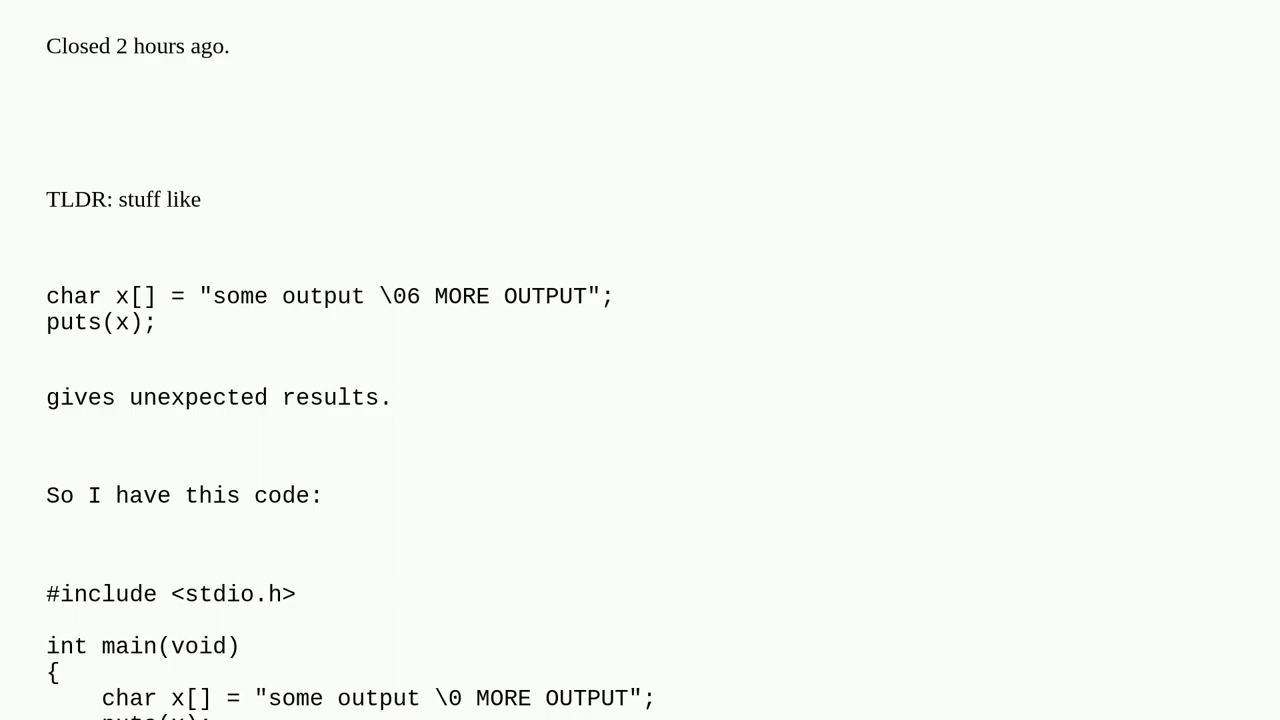 Closed 2 hours ago.
TLDR: stuff like
char x[] = "some output \06 MORE OUTPUT";
puts(x);
gives unexpected results.
So I have this code:
#include <stdio.h>
int main(void)
{
    char x[] = "some output \0 MORE OUTPUT";
    puts(x);